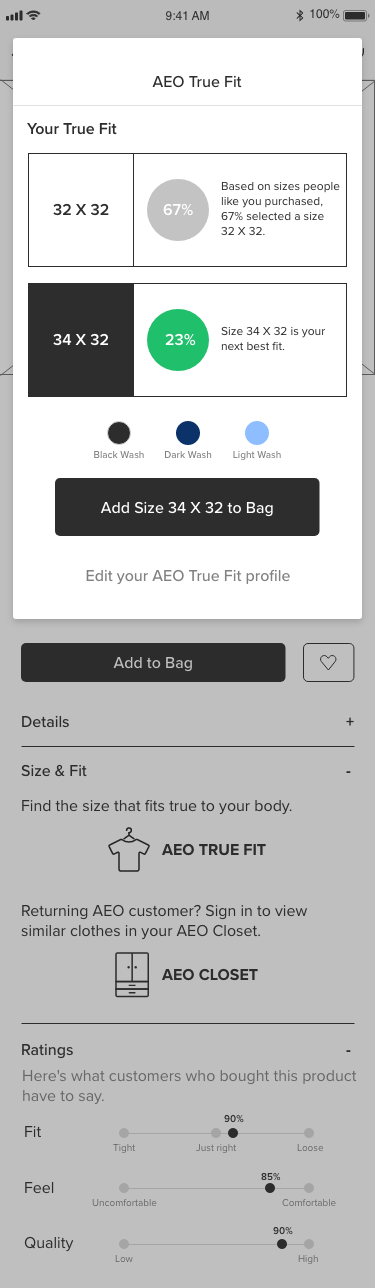 9:41 AM
100%
AEO True Fit
Your True Fit
32 X 32
67%
Based on sizes people
like you purchased,
67% selected a size
32 X 32.
34 X 32
23%
Size 34 X 32 is your
next best fit.
Black Wash
Dark Wash
Light Wash
Add Size 34 X 32 to Bag
Edit your AEO True Fit profile
Add to Bag
Details
+
Size & Fit
-
Find the size that fits true to your body.
AEO TRUE FIT
Returning AEO customer? Sign in to view
similar clothes in your AEO Closet.
AEO CLOSET
Ratings
-
Here's what customers who bought this product
have to say.
Fit
90%
Tight
Just right
Loose
Feel
85%
Uncomfortable
Comfortable
Quality
90%
Low
High